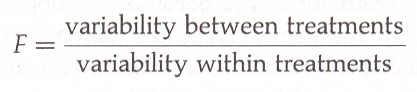 F = variability between treatments
variability within treatments